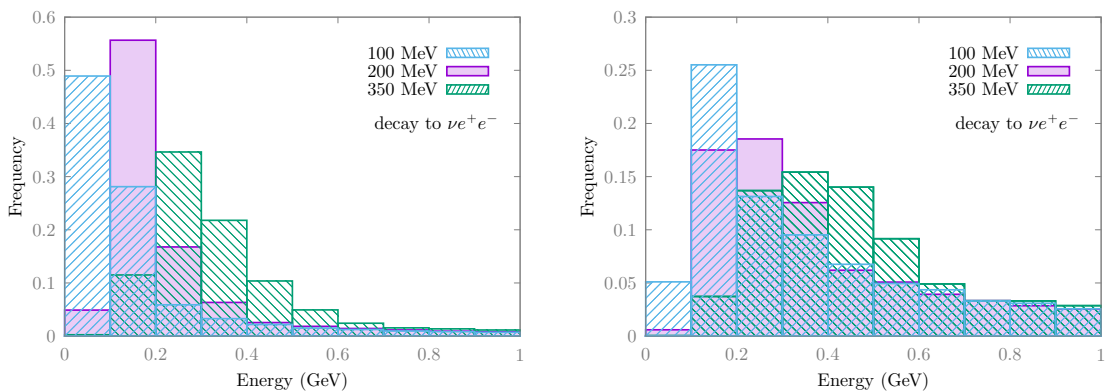 0.6
0.5
0.4
0.3
0.2
0.1
0
Frequency
100 MeV
200 MeV
350 MeV
decay to νe⁺e⁻
0 0.2 0.4 0.6 0.8 1
Energy (GeV)
0.3
0.25
0.2
0.15
0.1
0.05
0
Frequency
100 MeV
200 MeV
350 MeV
decay to νe⁺e⁻
0 0.2 0.4 0.6 0.8 1
Energy (GeV)